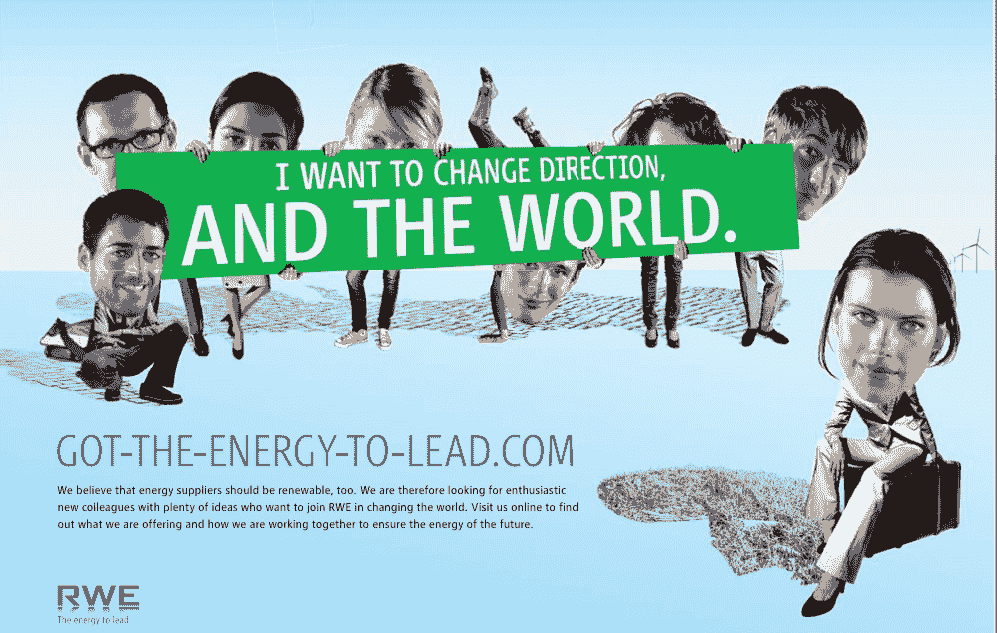 I WANT TO CHANGE DIRECTION,
AND THE WORLD.
GOT-THE-ENERGY-TO-LEAD.COM
We believe that energy suppliers should be renewable, too. We are therefore looking for enthusiastic
new colleagues with plenty of ideas who want to join RWE in changing the world. Visit us online to find
out what we are offering and how we are working together to ensure the energy of the future.
RWE
The energy to lead